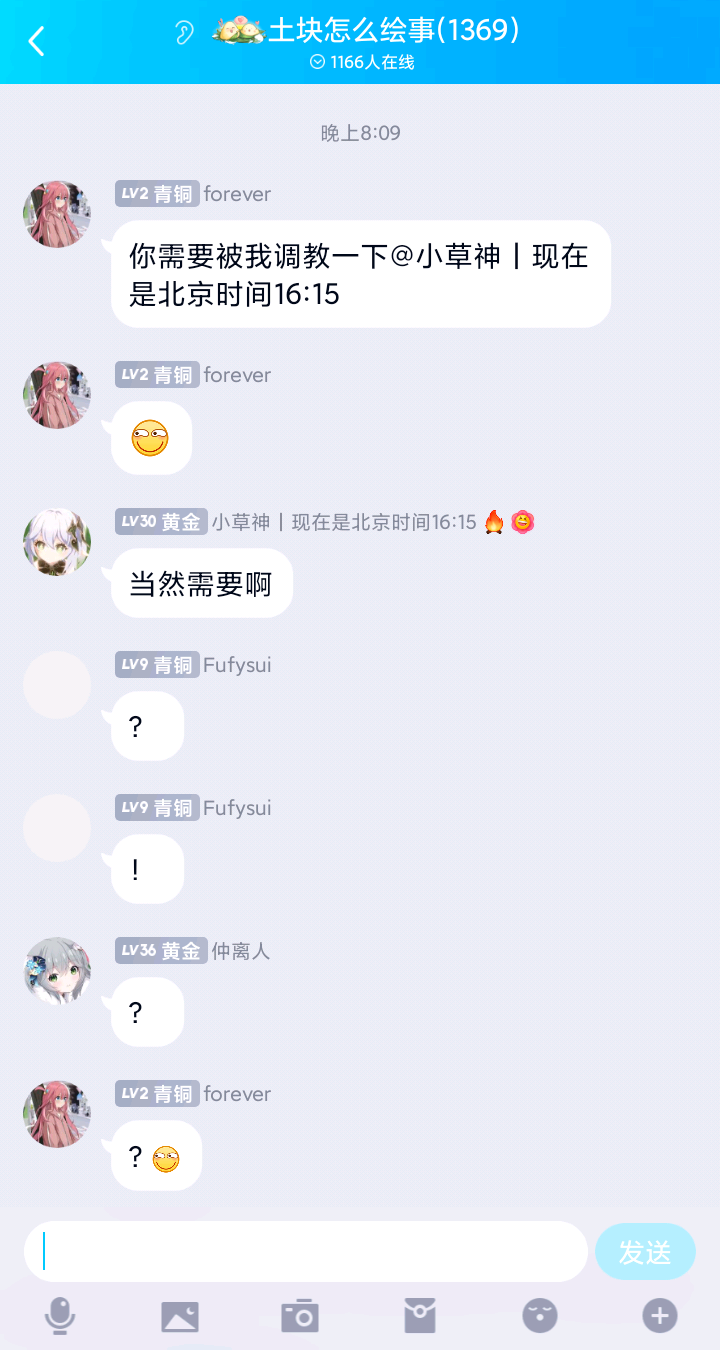 土块怎么绘事(1369)
1166人在线
晚上8:09
LV2 青铜 forever
你需要被我调教一下@小草神丨现在
是北京时间16:15
LV2 青铜 forever
LV30 黄金 小草神丨现在是北京时间16:15
当然需要啊
LV9 青铜 Fufysui
?
LV9 青铜 Fufysui
!
LV36 黄金 仲离人
?
LV2 青铜 forever
?
发送